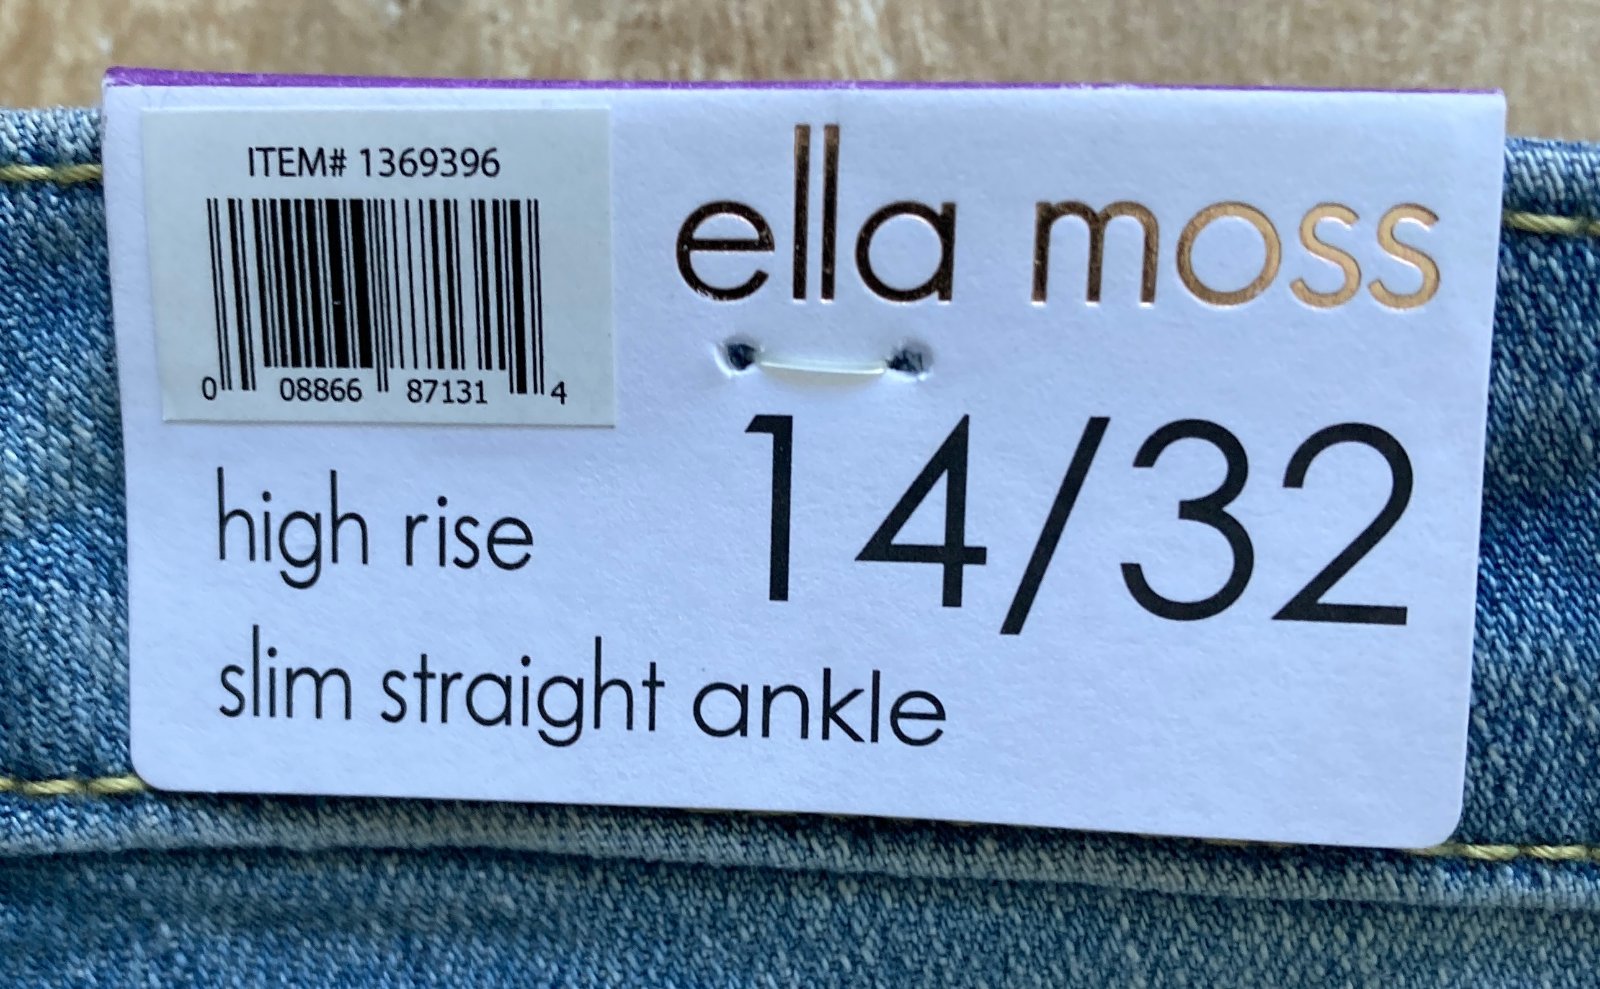 ITEM# 1369396
0 08866 87131 4
ella moss
14/32
high rise
slim straight ankle